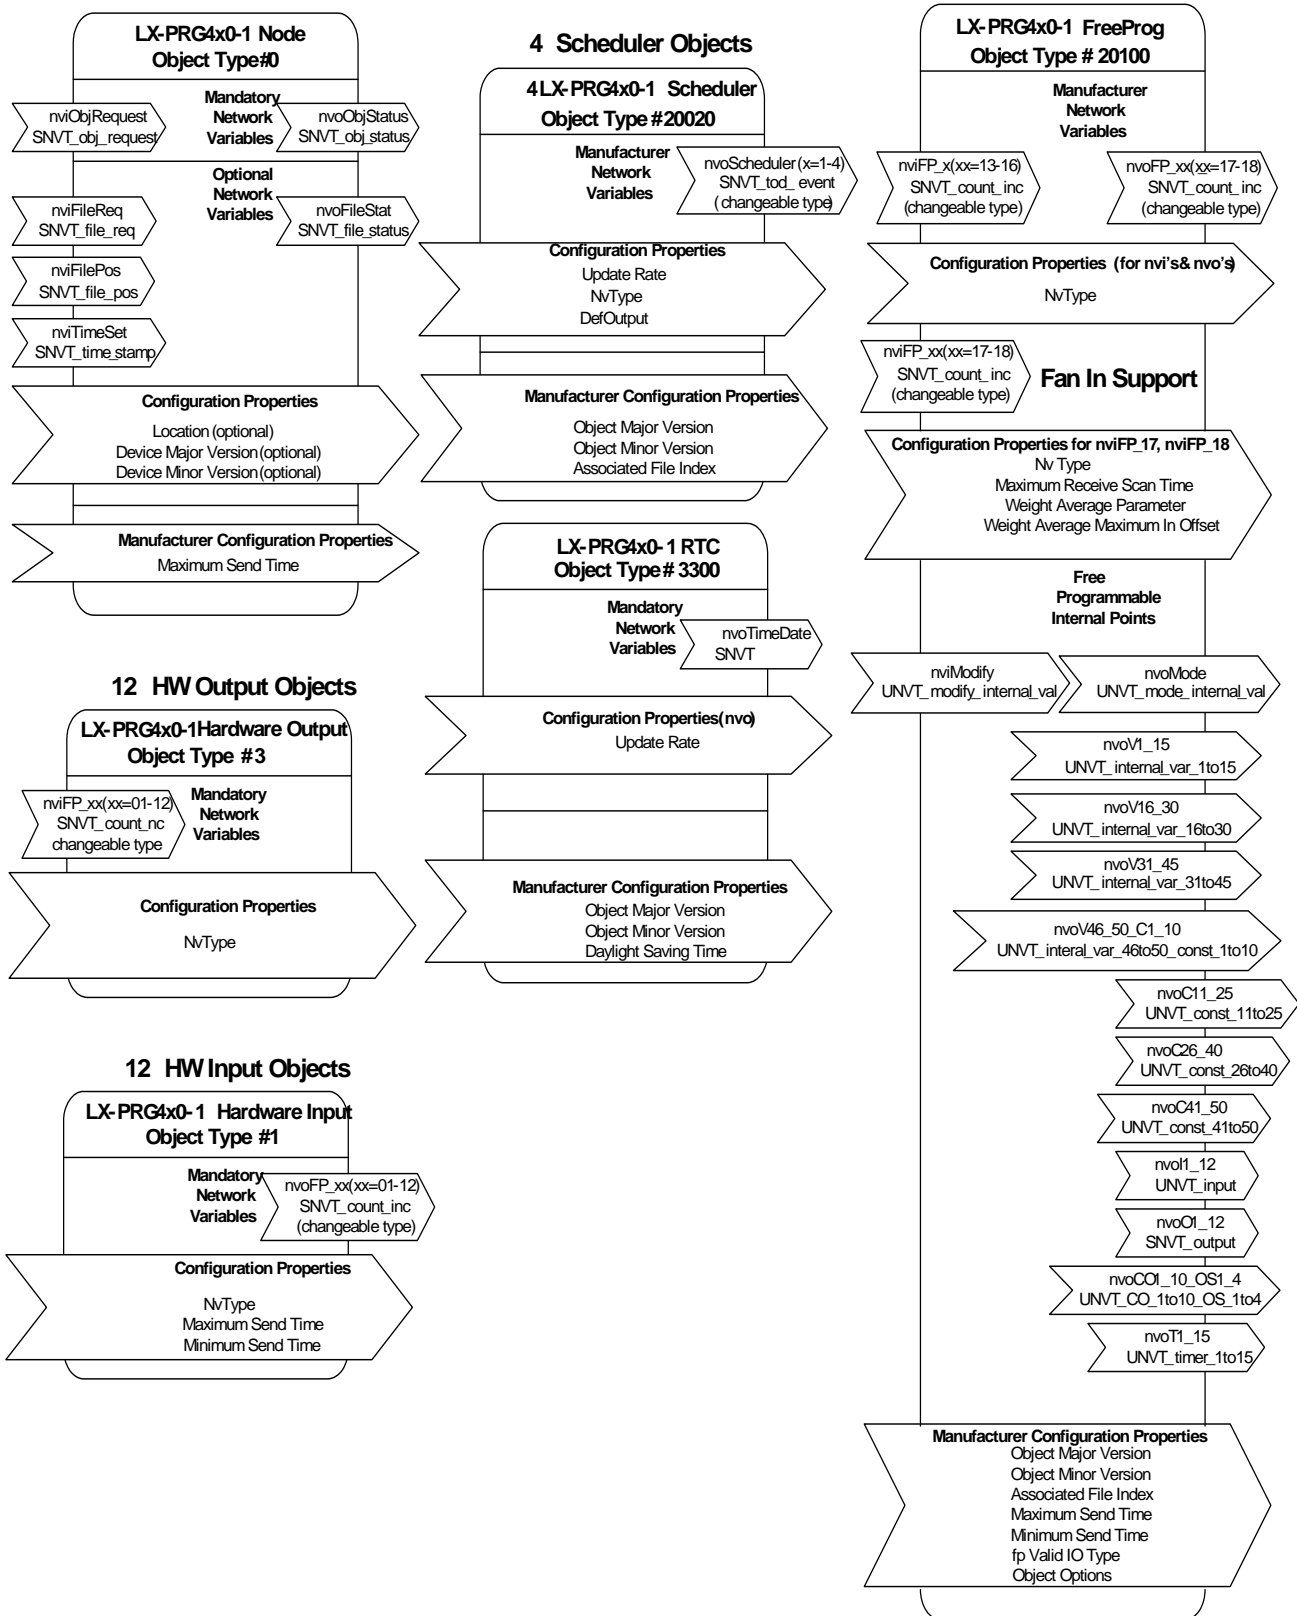 LX-PRG4x0-1 Node
Object Type#0
Mandatory
Network
Variables
nviObjRequest
SNVT_obj_request
nvoObjStatus
SNVT_obj_status
Optional
Network
Variables
nviFileReq
SNVT_file_req
nvoFileStat
SNVT_file_status
nviFilePos
SNVT_file_pos
nviTimeSet
SNVT_time_stamp
Configuration Properties
Location (optional)
Device Major Version (optional)
Device Minor Version (optional)
Manufacturer Configuration Properties
Maximum Send Time
12 HW Output Objects
LX-PRG4x0-1 Hardware Output
Object Type #3
nviFP_xx(xx=01-12)
SNVT_count_nc
changeable type
Mandatory
Network
Variables
Configuration Properties
NvType
12 HW Input Objects
LX-PRG4x0-1 Hardware Input
Object Type #1
Mandatory
Network
Variables
nvoFP_xx(xx=01-12)
SNVT_count_inc
(changeable type)
Configuration Properties
NvType
Maximum Send Time
Minimum Send Time
4 Scheduler Objects
4 LX-PRG4x0-1 Scheduler
Object Type #20020
Manufacturer
Network
Variables
nvoScheduler (x=1-4)
SNVT_tod_event
(changeable type)
Configuration Properties
Update Rate
NvType
DefOutput
Manufacturer Configuration Properties
Object Major Version
Object Minor Version
Associated File Index
LX-PRG4x0-1 RTC
Object Type # 3300
Mandatory
Network
Variables
nvoTimeDate
SNVT
Configuration Properties(nvo)
Update Rate
Manufacturer Configuration Properties
Object Major Version
Object Minor Version
Daylight Saving Time
LX-PRG4x0-1 FreeProg
Object Type # 20100
Manufacturer
Network
Variables
nviFP_x(xx=13-16)
SNVT_count_inc
(changeable type)
nvoFP_xx(xx=17-18)
SNVT_count_inc
(changeable type)
Configuration Properties (for nvi's & nvo's)
NvType
nviFP_xx(xx=17-18)
SNVT_count_inc
(changeable type)
Fan In Support
Configuration Properties for nviFP_17, nviFP_18
Nv Type
Maximum Receive Scan Time
Weight Average Parameter
Weight Average Maximum In Offset
Free
Programmable
Internal Points
nviModify
UNVT_modify_internal_val
nvoMode
UNVT_mode_internal_val
nvoV1_15
UNVT_internal_var_1to15
nvoV16_30
UNVT_internal_var_16to30
nvoV31_45
UNVT_internal_var_31to45
nvoV46_50_C1_10
UNVT_interal_var_46to50_const_1to10
nvoC11_25
UNVT_const_11to25
nvoC26_40
UNVT_const_26to40
nvoC41_50
UNVT_const_41to50
nvoI1_12
UNVT_input
nvoO1_12
SNVT_output
nvoCO1_10_OS1_4
UNVT_CO_1to10_OS_1to4
nvoT1_15
UNVT_timer_1to15
Manufacturer Configuration Properties
Object Major Version
Object Minor Version
Associated File Index
Maximum Send Time
Minimum Send Time
fp Valid IO Type
Object Options